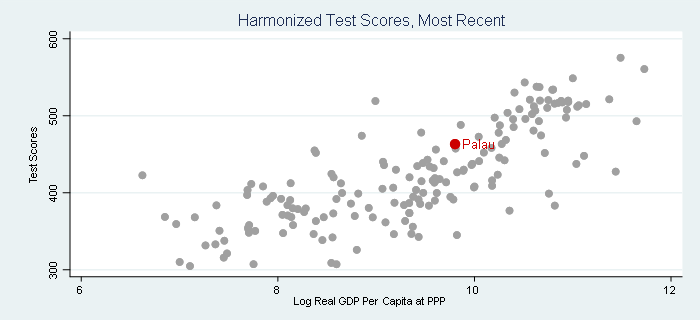 Harmonized Test Scores, Most Recent
600
500
400
300
Test Scores
Palau
6
8
10
12
Log Real GDP Per Capita at PPP